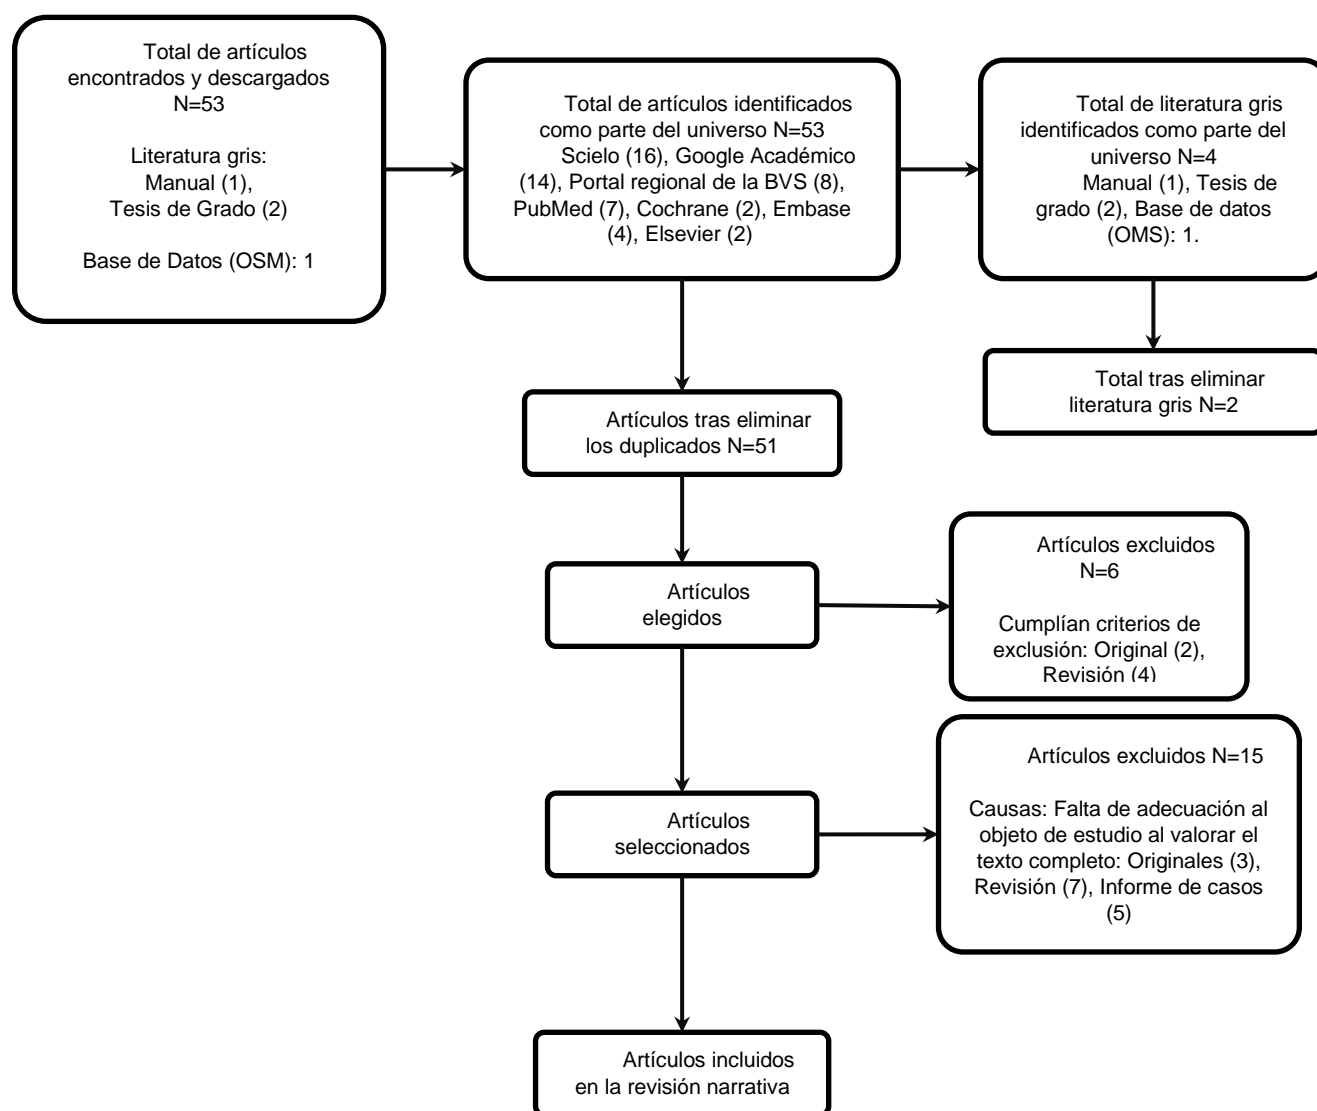 Total de artículos
encontrados y descargados
N=53
Literatura gris:
Manual (1),
Tesis de Grado (2)
Base de Datos (OSM): 1
Total de artículos identificados
como parte del universo N=53
Scielo (16), Google Académico
(14), Portal regional de la BVS (8),
PubMed (7), Cochrane (2), Embase
(4), Elsevier (2)
Total de literatura gris
identificados como parte del
universo N=4
Manual (1), Tesis de
grado (2), Base de datos
(OMS): 1.
Total tras eliminar
literatura gris N=2
Artículos tras eliminar
los duplicados N=51
Artículos
elegidos
Artículos excluidos
N=6
Cumplían criterios de
exclusión: Original (2),
Revisión (4)
Artículos
seleccionados
Artículos excluidos N=15
Causas: Falta de adecuación al
objeto de estudio al valorar el
texto completo: Originales (3),
Revisión (7), Informe de casos
(5)
Artículos incluidos
en la revisión narrativa